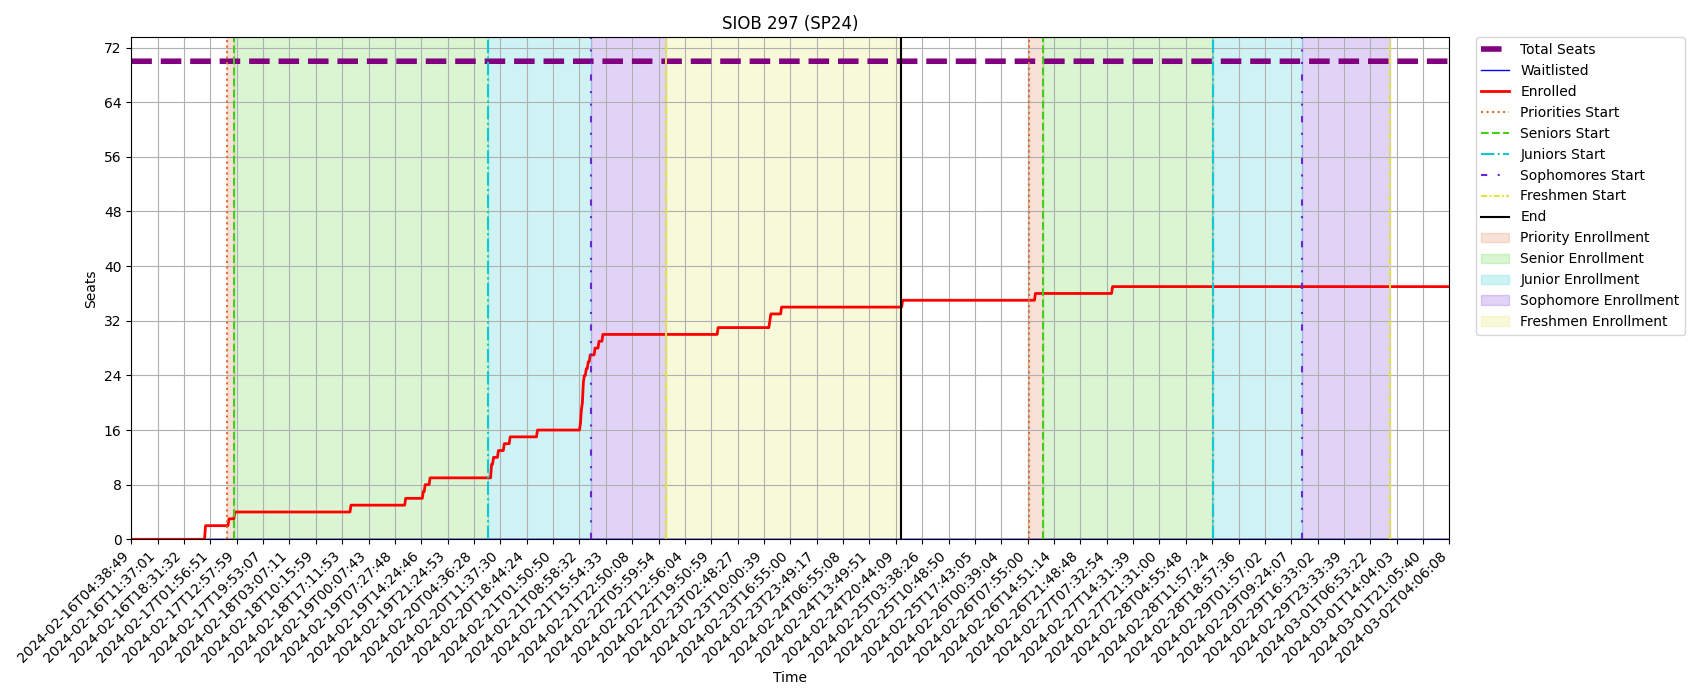 SIOB 297 (SP24)
72
64
56
48
40
32
24
16
8
0
Seats
2024-02-16T04:38:49
2024-02-16T11:37:01
2024-02-16T18:31:32
2024-02-17T01:56:51
2024-02-17T12:57:59
2024-02-17T19:53:07
2024-02-18T03:07:11
2024-02-18T10:15:59
2024-02-18T17:11:53
2024-02-19T00:07:43
2024-02-19T07:27:48
2024-02-19T14:24:46
2024-02-19T21:24:53
2024-02-20T04:36:28
2024-02-20T11:37:30
2024-02-20T18:44:24
2024-02-21T01:50:50
2024-02-21T08:58:32
2024-02-21T15:54:33
2024-02-21T22:50:08
2024-02-22T05:59:54
2024-02-22T12:56:04
2024-02-22T19:50:59
2024-02-23T02:48:27
2024-02-23T10:00:39
2024-02-23T16:55:00
2024-02-23T23:49:17
2024-02-24T06:55:08
2024-02-24T13:49:51
2024-02-24T20:44:09
2024-02-25T03:38:26
2024-02-25T10:48:50
2024-02-25T17:43:05
2024-02-26T00:39:04
2024-02-26T07:55:00
2024-02-26T14:51:14
2024-02-26T21:48:48
2024-02-27T07:32:54
2024-02-27T14:31:39
2024-02-27T21:31:00
2024-02-28T04:55:48
2024-02-28T11:57:24
2024-02-28T18:57:36
2024-02-29T01:57:02
2024-02-29T09:24:07
2024-02-29T16:33:02
2024-02-29T23:33:39
2024-03-01T06:53:22
2024-03-01T14:04:03
2024-03-01T21:05:40
2024-03-02T04:06:08
Time
Total Seats
Waitlisted
Enrolled
Priorities Start
Seniors Start
Juniors Start
Sophomores Start
Freshmen Start
End
Priority Enrollment
Senior Enrollment
Junior Enrollment
Sophomore Enrollment
Freshmen Enrollment